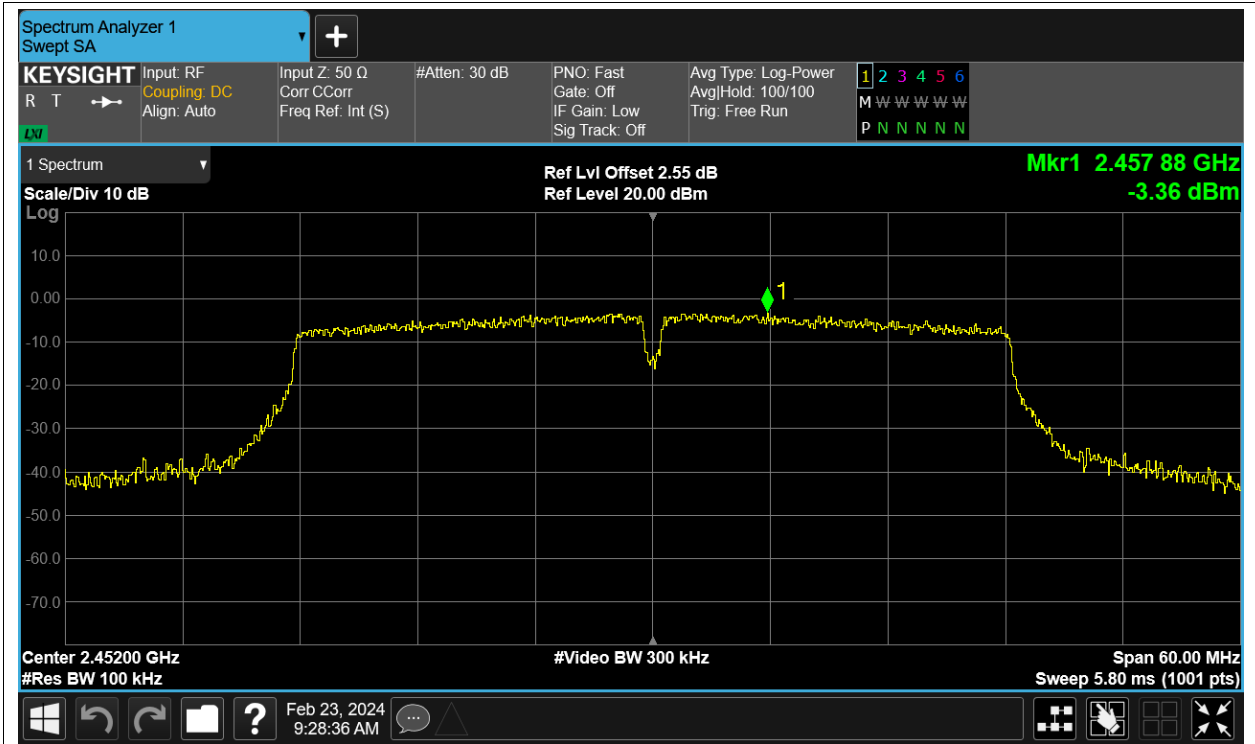 Spectrum Analyzer 1
Swept SA
KEYSIGHT
R T
LXI
Input: RF
Coupling: DC
Align: Auto
Input Z: 50 Ω
Corr CCorr
Freq Ref: Int (S)
#Atten: 30 dB
PNO: Fast
Gate: Off
IF Gain: Low
Sig Track: Off
Avg Type: Log-Power
Avg|Hold: 100/100
Trig: Free Run
1 2 3 4 5 6
M W W W W W
P N N N N N
1 Spectrum
Scale/Div 10 dB
Ref Lvl Offset 2.55 dB
Ref Level 20.00 dBm
Mkr1 2.457 88 GHz
-3.36 dBm
Log
10.0
0.00
-10.0
-20.0
-30.0
-40.0
-50.0
-60.0
-70.0
1
Center 2.45200 GHz
#Res BW 100 kHz
#Video BW 300 kHz
Span 60.00 MHz
Sweep 5.80 ms (1001 pts)
?
Feb 23, 2024
9:28:36 AM